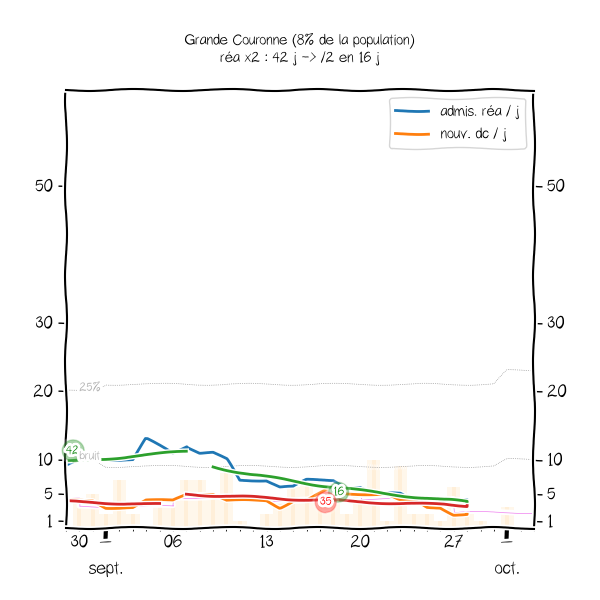 Grande Couronne (8% de la population)
réa x2 : 42 j -> /2 en 16 j
admis. réa / j
nouv. dc / j
50 50
30 30
25%
20 20
42
bruit
10 10
16
35
5 5
1 1
30 06 13 20 27
sept. oct.